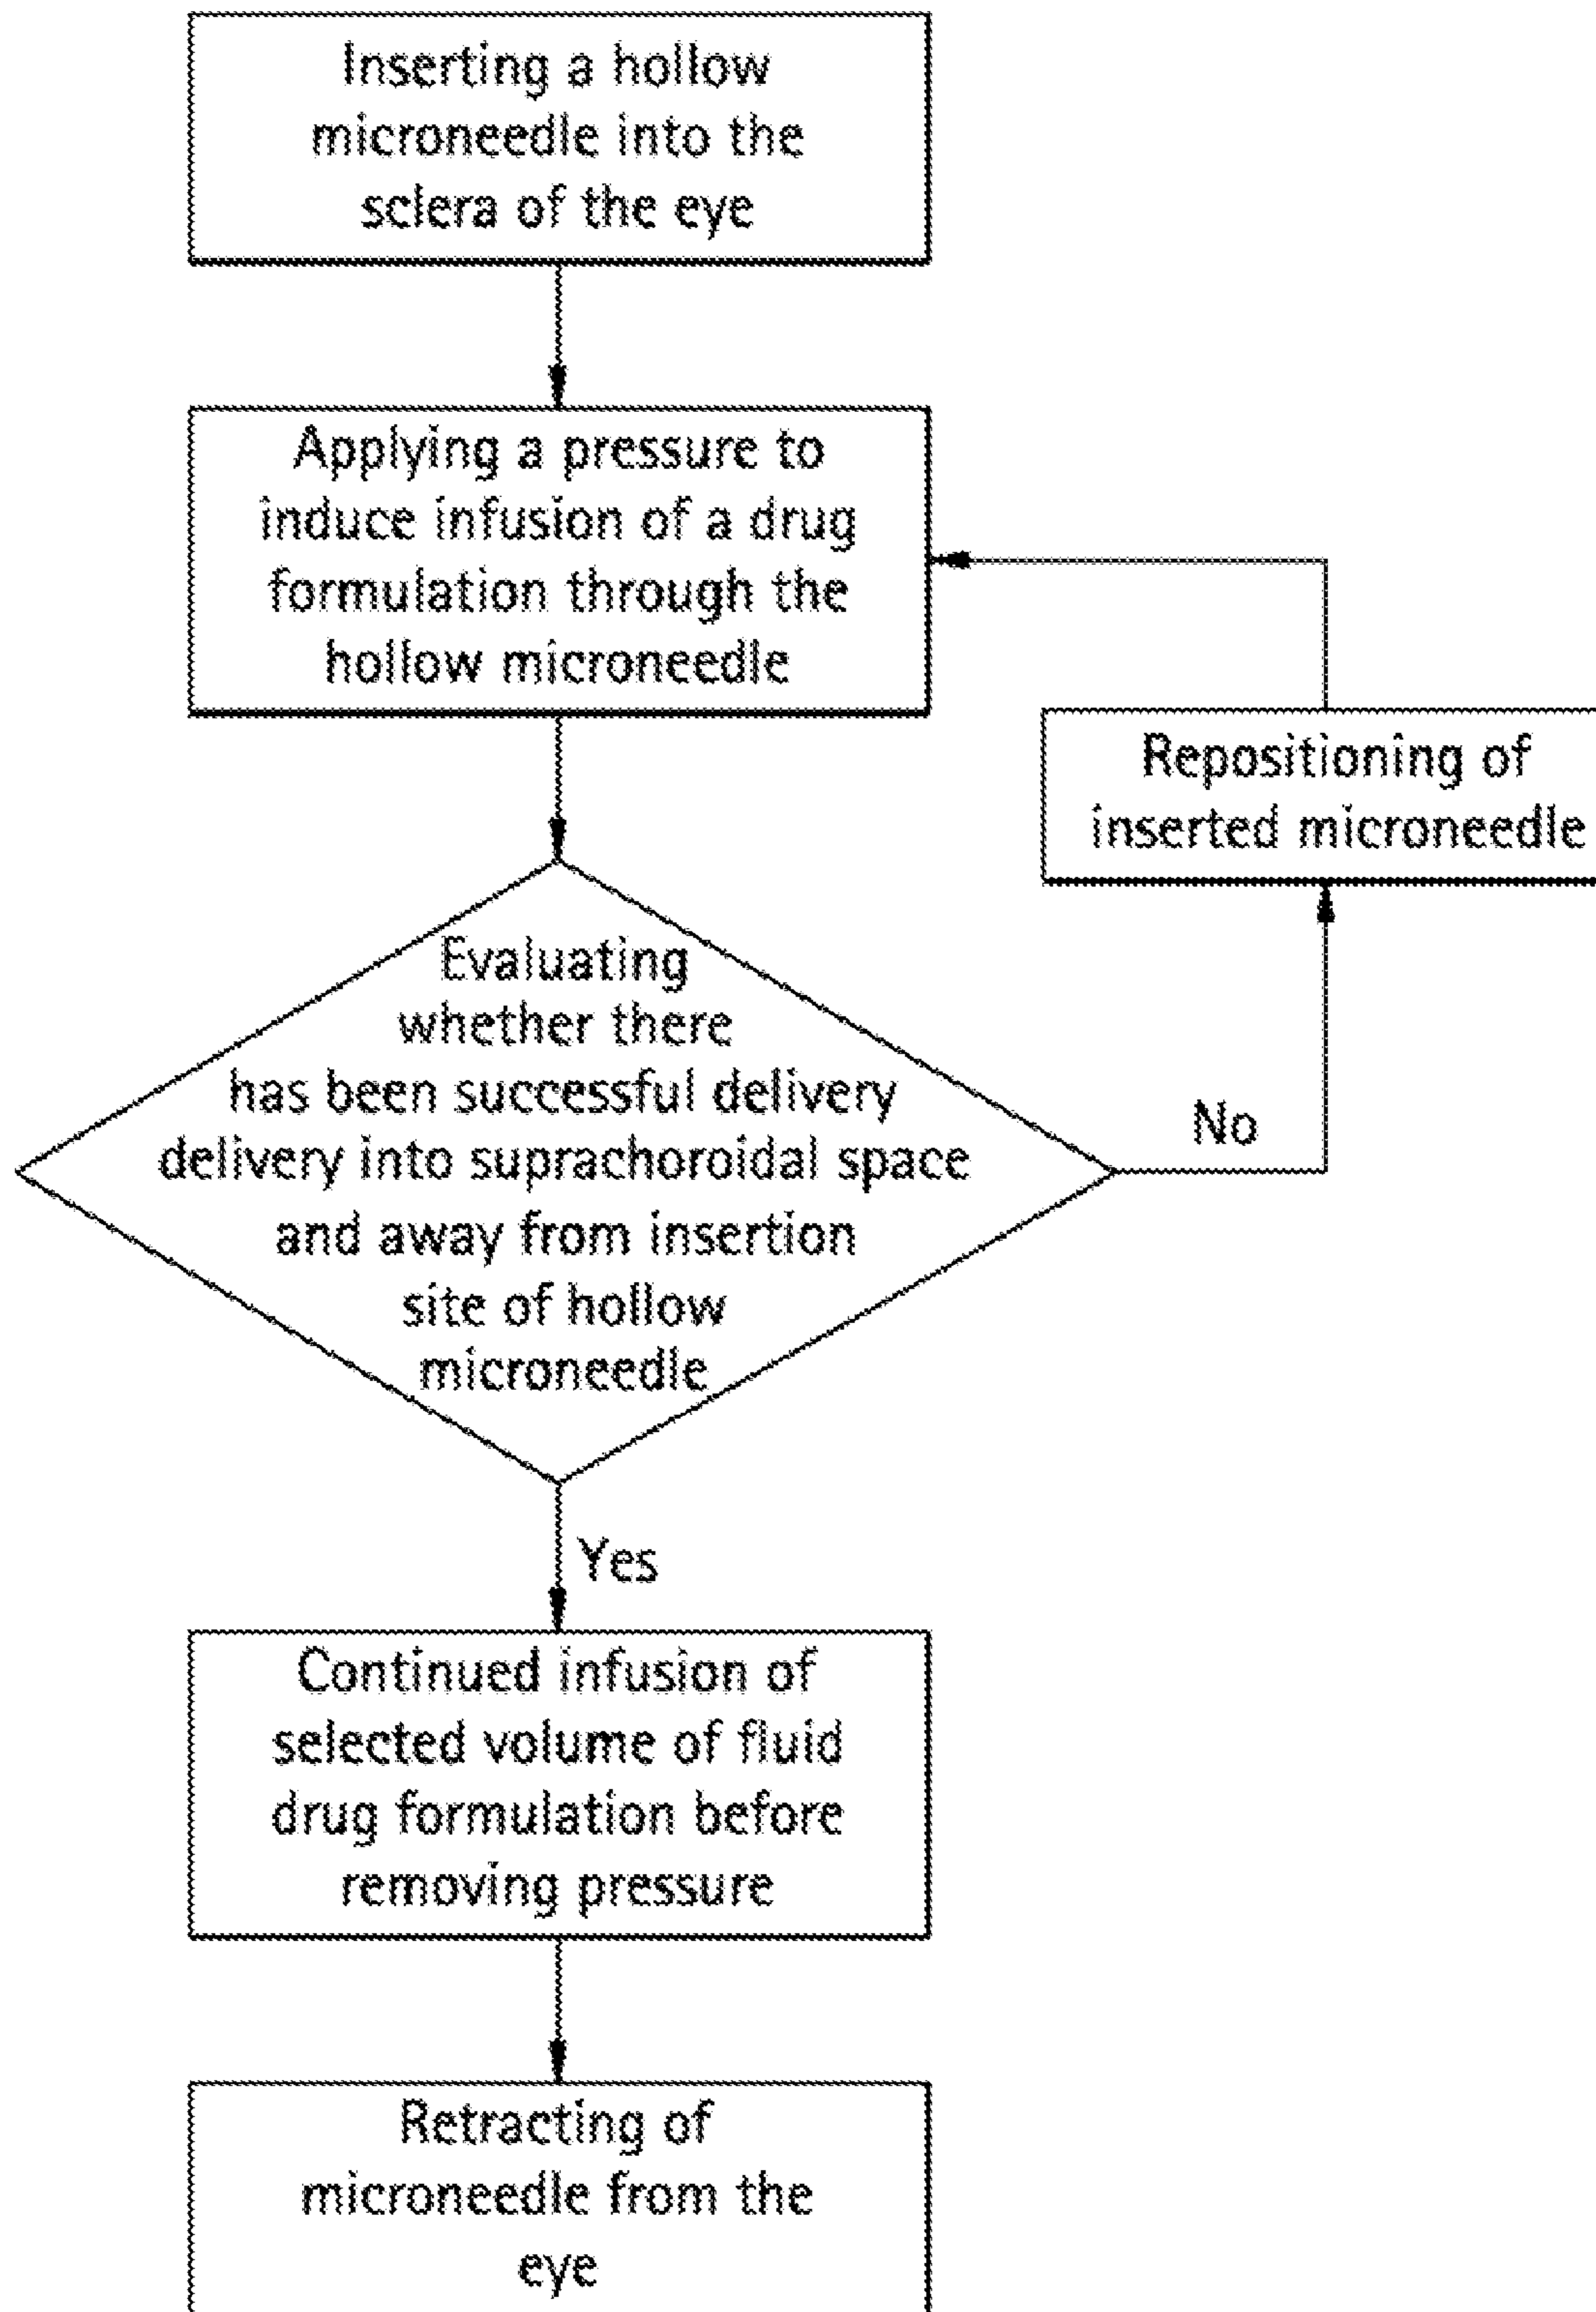 Inserting a hollow
microneedle into the
sclera of the eye
Applying a pressure to
induce infusion of a drug
formulation through the
hollow microneedle
Repositioning of
inserted microneedle
Evaluating
whether there
has been successful delivery
delivery into suprachoroidal space
and away from insertion
site of hollow
microneedle
No
Yes
Continued infusion of
selected volume of fluid
drug formulation before
removing pressure
Retracting of
microneedle from the
eye